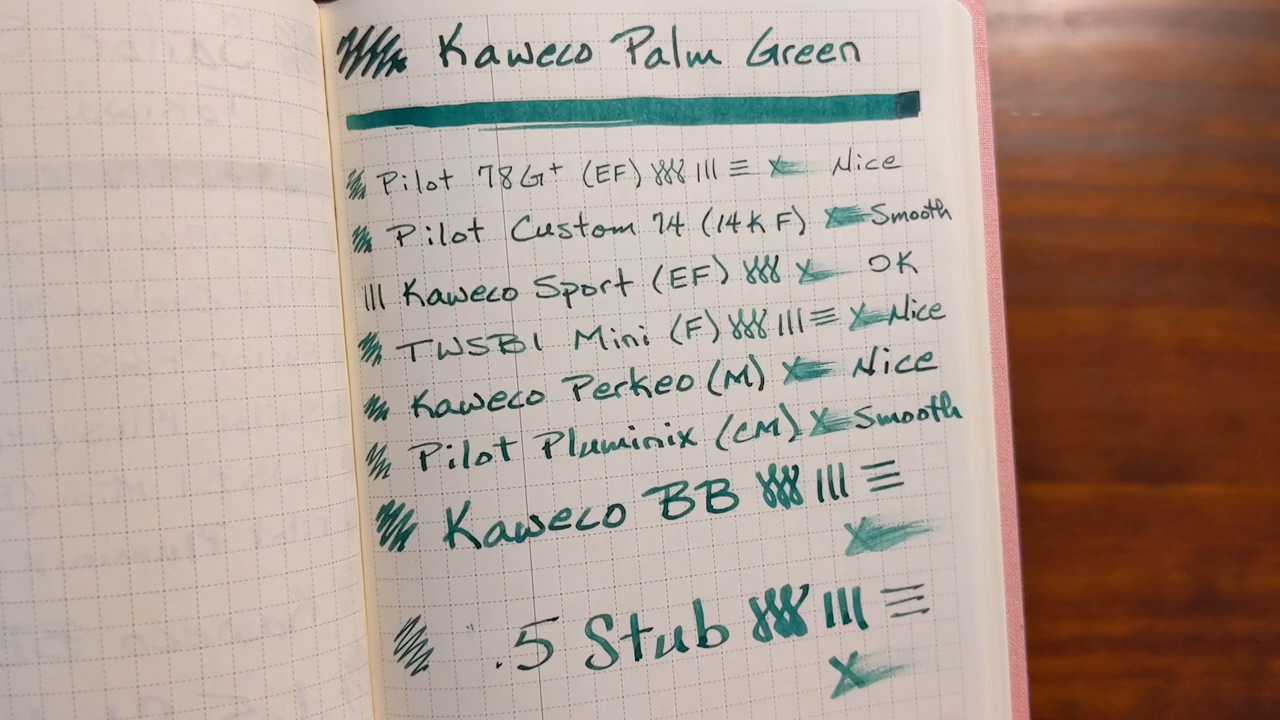 Kaweco Palm Green
Pilot 78G+ (EF) Nice
Pilot Custom 74 (14K F) Smooth
Kaweco Sport (EF) OK
TWSBI Mini (F) Nice
Kaweco Perkeo (M) Nice
Pilot Pluminix (CM) Smooth
Kaweco BB
.5 Stub